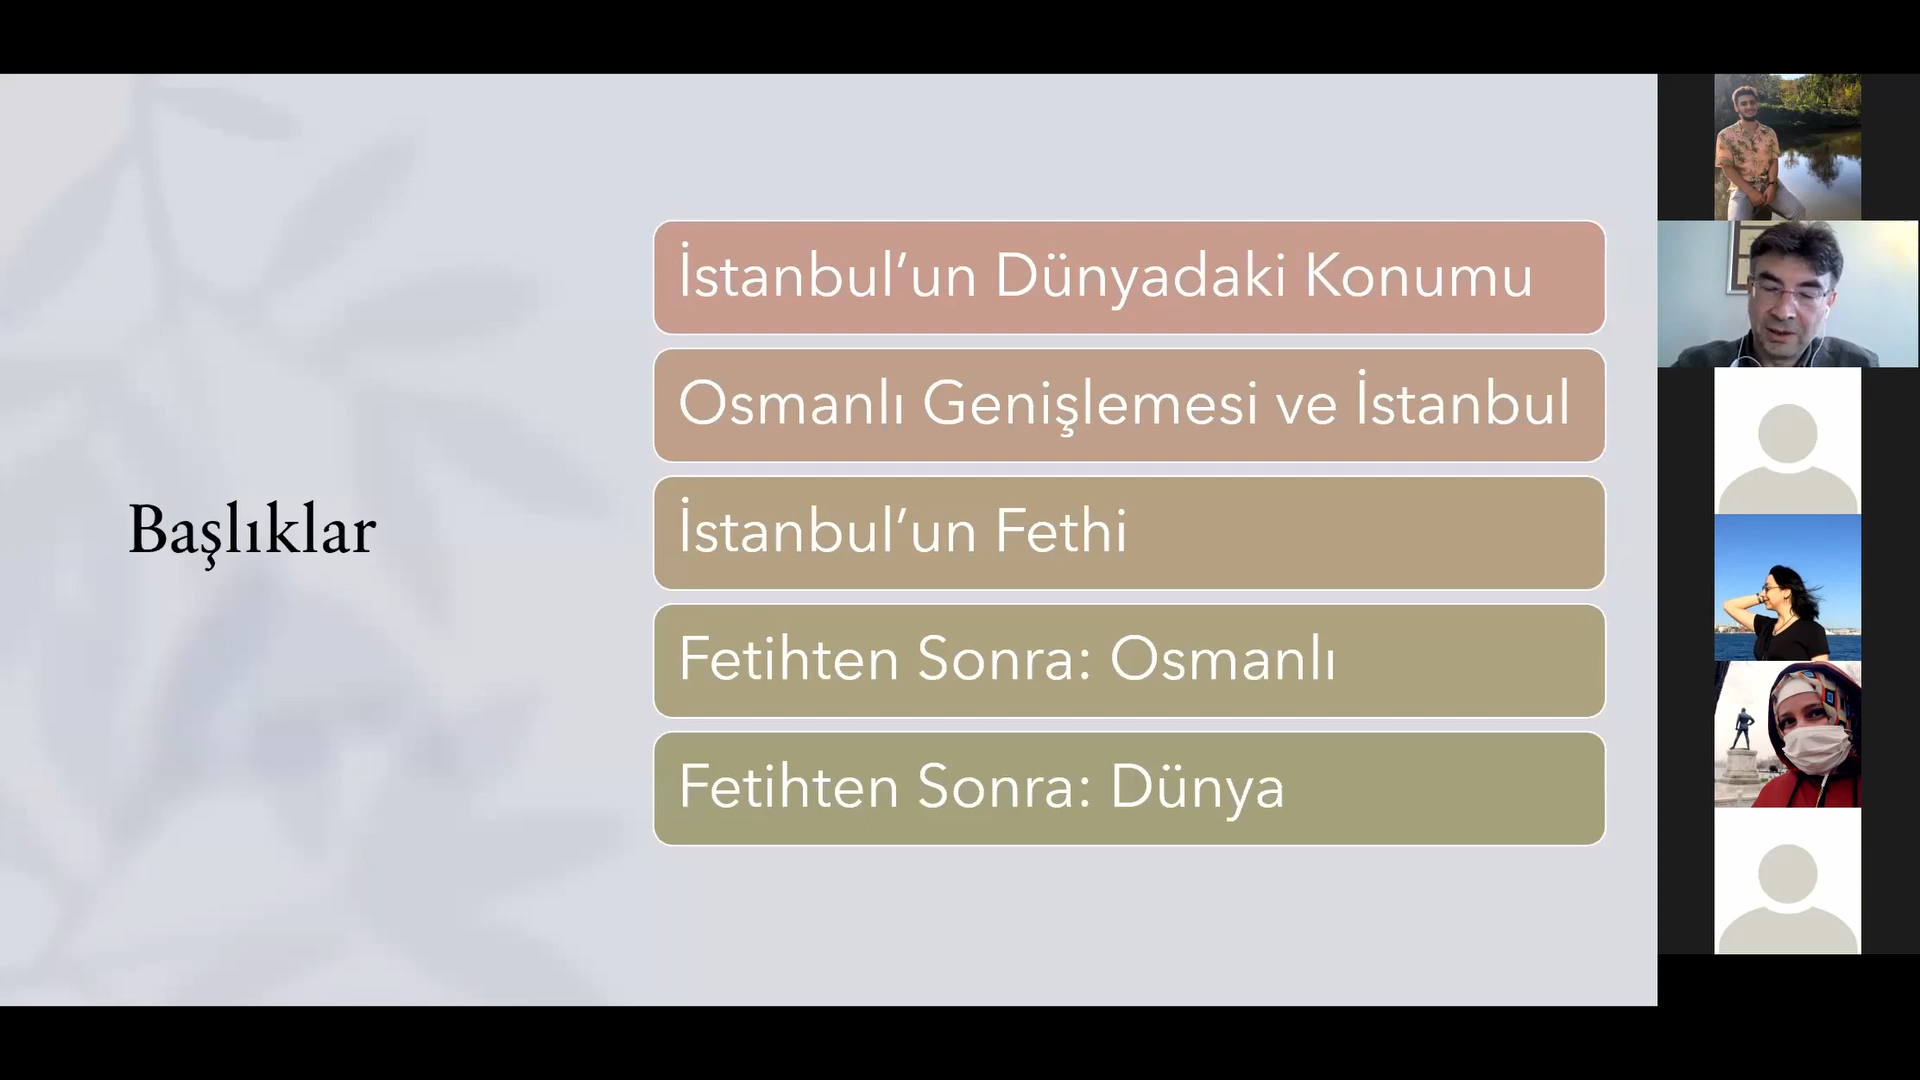 Başlıklar
İstanbul’un Dünyadaki Konumu
Osmanlı Genişlemesi ve İstanbul
İstanbul’un Fethi
Fetihten Sonra: Osmanlı
Fetihten Sonra: Dünya